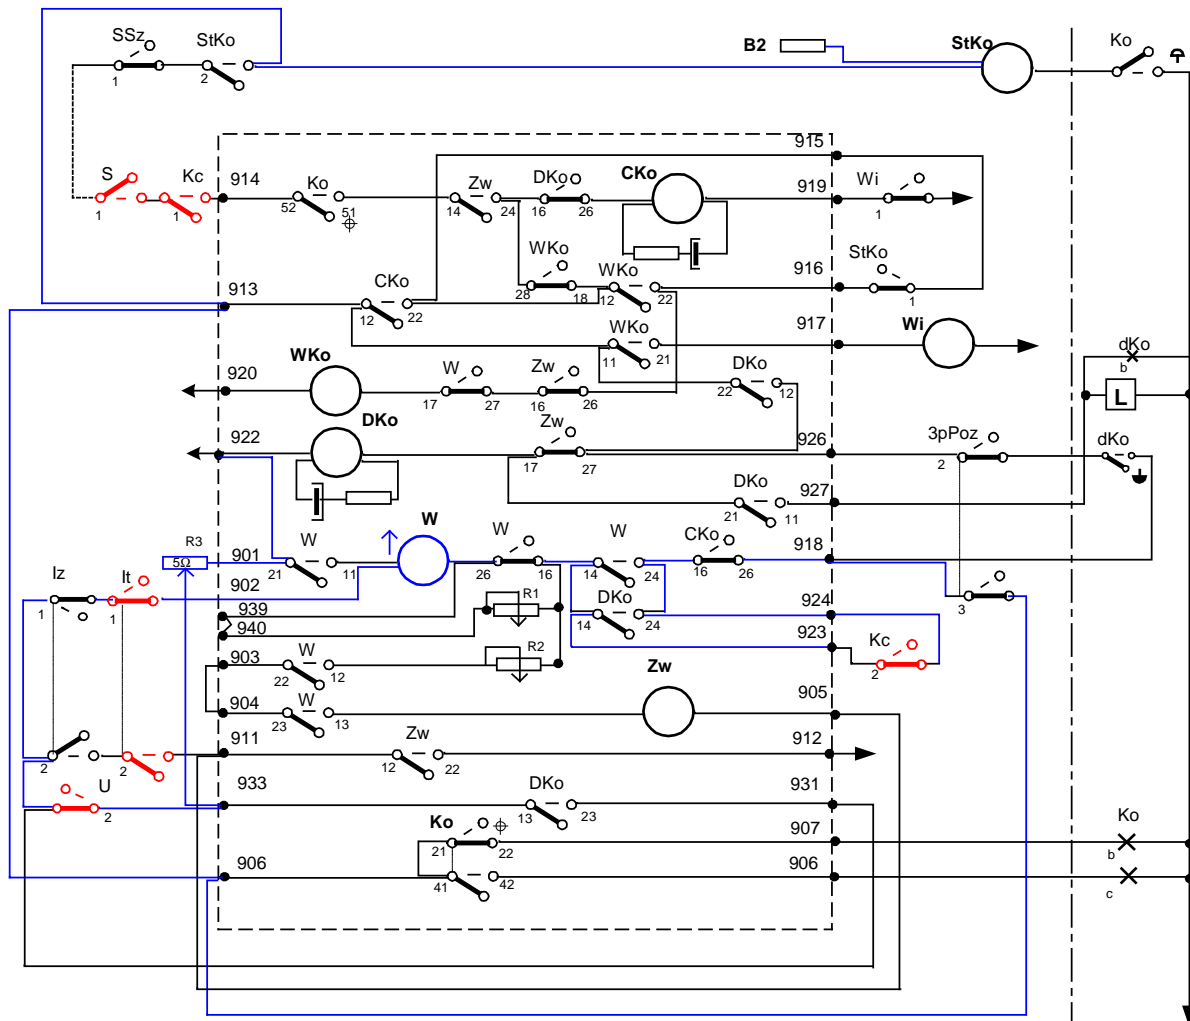 SSz
StKo
B2
StKo
Ko
1
2
915
S
Kc
914
Ko
Zw
DKo
CKo
919
Wi
1
1
52
51
14
24
16
26
1
WKo
WKo
916
StKo
913
CKo
28
18
12
22
1
12
22
WKo
917
Wi
11
21
dKo
b
WKo
W
Zw
DKo
920
17
27
16
26
22
12
L
DKo
Zw
922
926
3pPoz
dKo
17
27
2
DKo
927
21
11
W
W
W
R3
901
W
CKo
918
5Ω
21
11
26
16
14
24
16
26
Iz
It
902
R1
DKo
924
1
1
939
14
24
3
940
923
Kc
903
W
R2
Zw
22
12
2
904
W
905
23
13
911
Zw
912
2
2
12
22
U
933
DKo
931
2
13
23
Ko
907
Ko
21
22
b
906
906
41
42
c